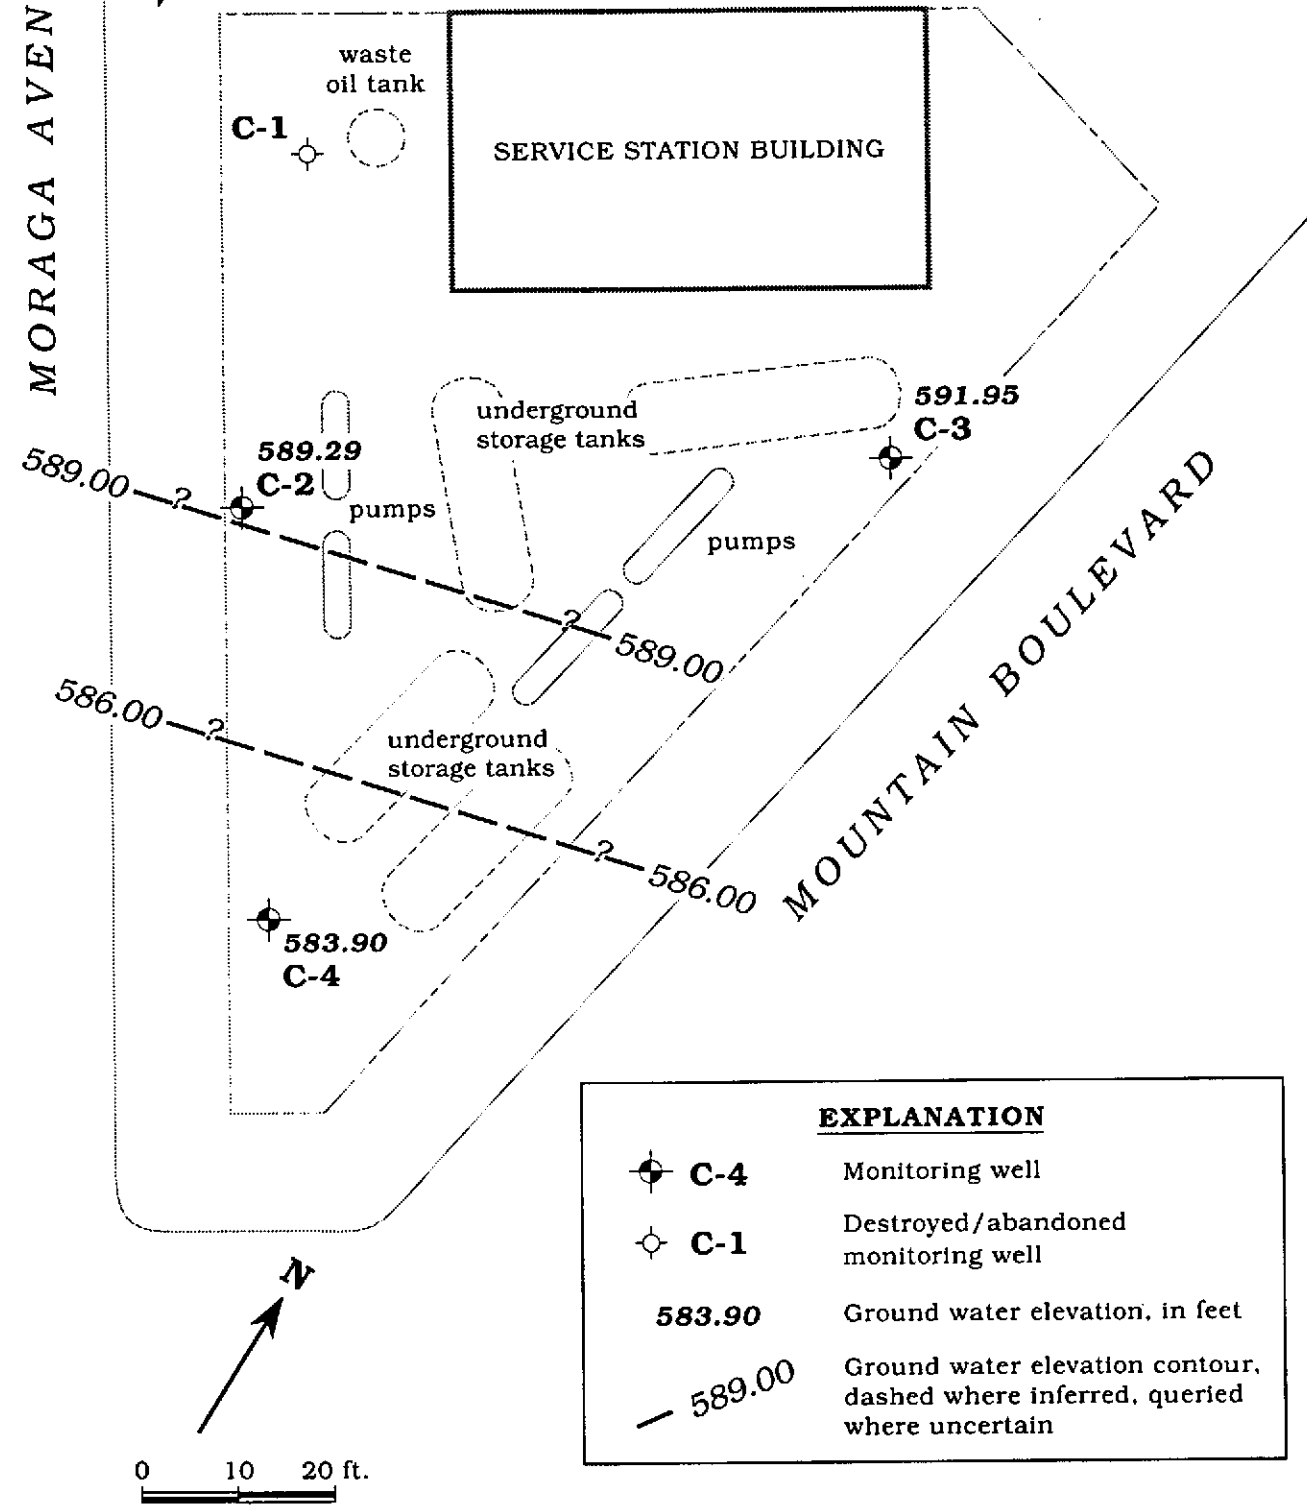 MORAGA AVEN
waste
oil tank
C-1
SERVICE STATION BUILDING
591.95
C-3
underground
storage tanks
589.29
C-2
pumps
589.00
?
pumps
?
589.00
MOUNTAIN BOULEVARD
586.00
?
underground
storage tanks
?
586.00
583.90
C-4
EXPLANATION
C-4 Monitoring well
C-1 Destroyed/abandoned
monitoring well
583.90 Ground water elevation, in feet
589.00 Ground water elevation contour,
dashed where inferred, queried
where uncertain
N
0 10 20 ft.